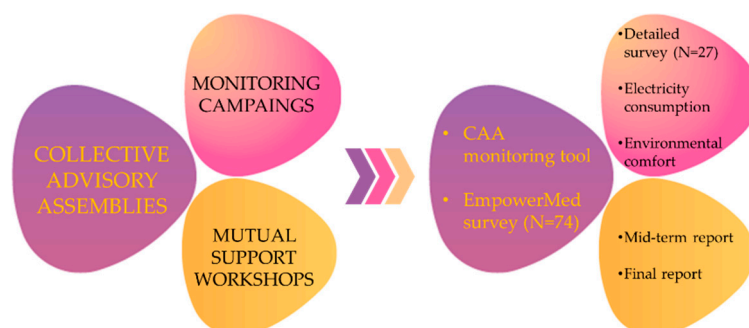 COLLECTIVE
ADVISORY
ASSEMBLIES
MONITORING
CAMPAINGS
MUTUAL
SUPPORT
WORKSHOPS
• CAA
monitoring tool
• EmpowerMed
survey (N=74)
•Detailed
survey (N=27)
•Electricity
consumption
•Environmental
comfort
•Mid-term report
•Final report